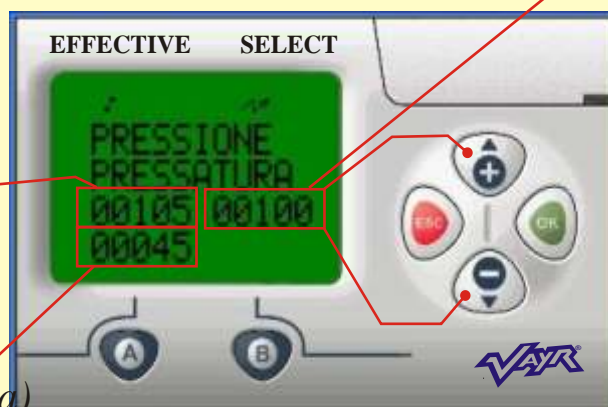 EFFECTIVE SELECT
PRESSIONE
PRESSATURA
00105 00100
00045
ESC
OK
A
B
VAYR
a)